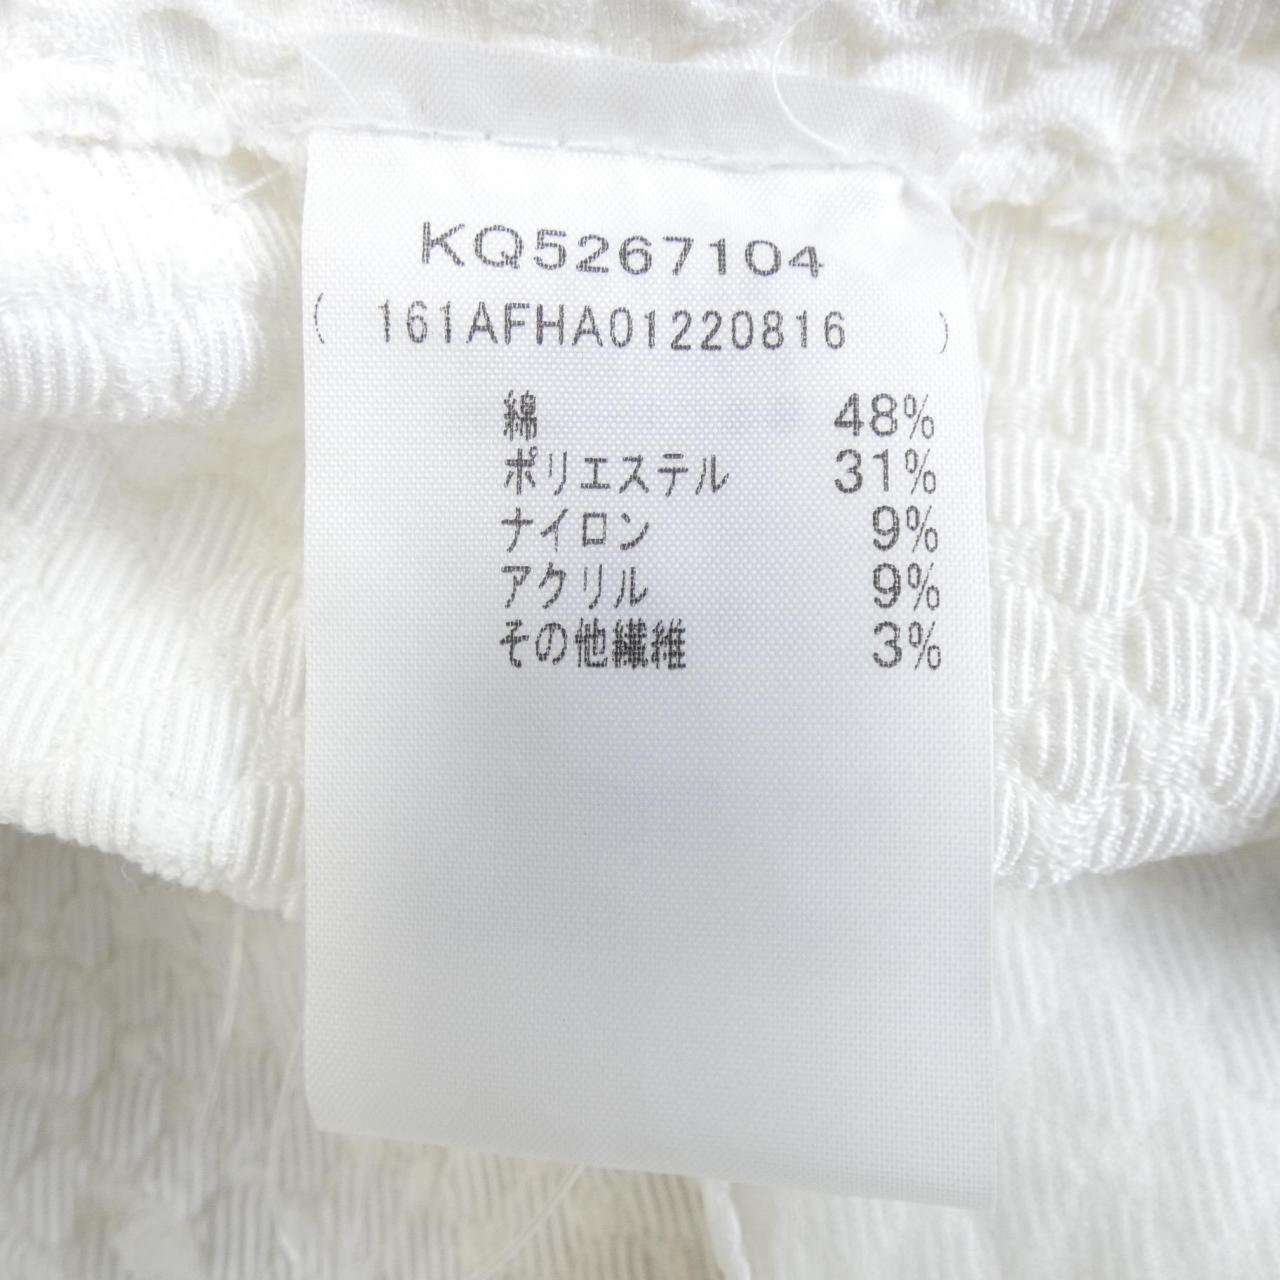 KQ5267104
( 161AFHA01220816 )
綿 48%
ポリエステル 31%
ナイロン 9%
アクリル 9%
その他繊維 3%